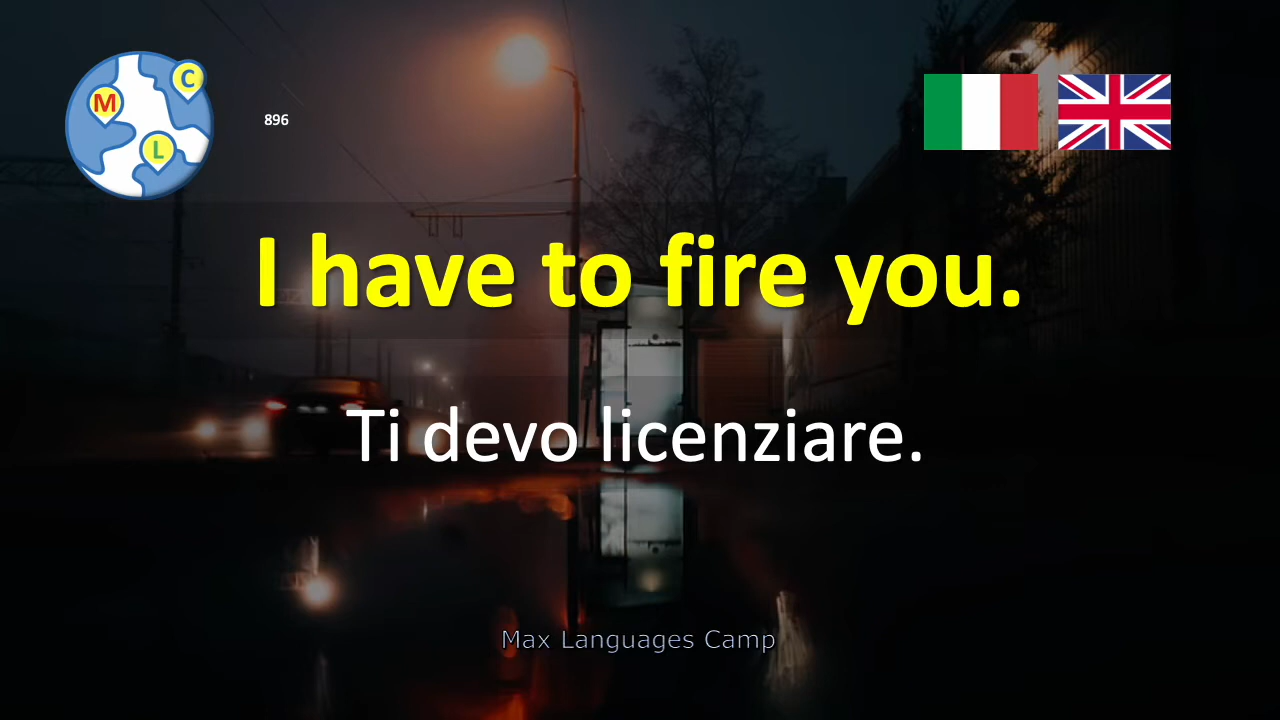 M
C
L
896
I have to fire you.
Ti devo licenziare.
Max Languages Camp